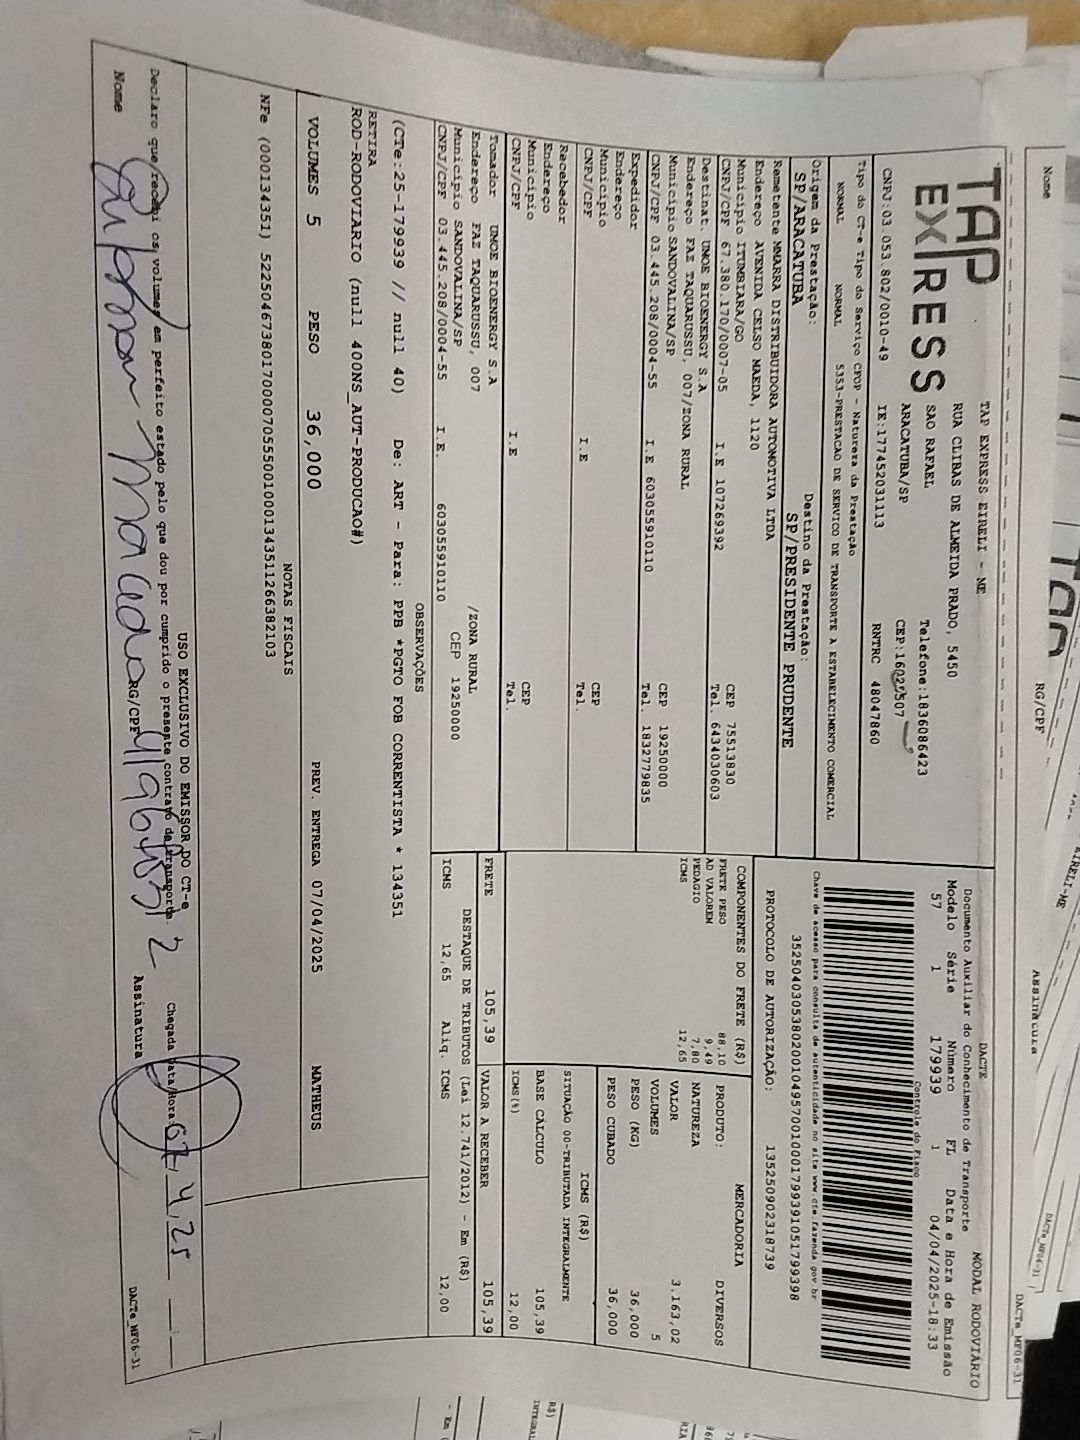 TAP
EXPRESS
TAP EXPRESS EIRELI - ME
RUA CLIBAS DE ALMEIDA PRADO, 5450
SAO RAFAEL
ARACATUBA/SP
Telefone:1836086423
CNPJ:03.053.802/0010-49 IE:177452031113
RNTRC 48047860
Tipo do CT-e Tipo do Serviço CFOP - Natureza da Prestação
NORMAL NORMAL 5353-PRESTACAO DE SERVICO DE TRANSPORTE A ESTABELECIMENTO COMERCIAL
Origem da Prestação: Destino da Prestação:
SP/ARACATUBA SP/PRESIDENTE PRUDENTE
Remetente MMARRA DISTRIBUIDORA AUTOMOTIVA LTDA
Endereço AVENIDA CELSO MAEDA, 1120
Município ITUMBIARA/GO CEP 75513830
CNPJ/CPF 67.380.170/0007-05 I.E 107269392 Tel. 6434030603
Destinat. UMOE BIOENERGY S.A
Endereço FAZ TAQUARUSSU, 007/ZONA RURAL
Município SANDOVALINA/SP CEP 19250000
CNPJ/CPF 03.445.208/0004-55 I.E 603055910110 Tel. 1832779835
Expedidor
Endereço
Município CEP
CNPJ/CPF I.E Tel.
Recebedor
Endereço
Município CEP
CNPJ/CPF I.E Tel.
Tomador UMOE BIOENERGY S.A
Endereço FAZ TAQUARUSSU, 007 /ZONA RURAL
Município SANDOVALINA/SP CEP 19250000
CNPJ/CPF 03.445.208/0004-55 I.E. 603055910110
DACTE MODAL RODOVIÁRIO
Documento Auxiliar do Conhecimento de Transporte
Modelo Série Número FL Data e Hora de Emissão
57 1 179939 1 04/04/2025-18:33
Controle do Fisco
Chave de acesso para consulta de autenticidade no site www.cte.fazenda.gov.br
35250403053802001049570010001799391051799398
PROTOCOLO DE AUTORIZAÇÃO: 135250902318739
COMPONENTES DO FRETE (R$)
FRETE PESO 88,10
AD VALOREM 9,49
PEDAGIO 7,80
ICMS 12,65
MERCADORIA
PRODUTO: DIVERSOS
NATUREZA
VALOR 3.163,02
VOLUMES 5
PESO (KG) 36,000
PESO CUBADO 36,000
ICMS (R$)
SITUAÇÃO 00-TRIBUTADA INTEGRALMENTE
BASE CÁLCULO 105,39
ICMS(%) 12,00
FRETE 105,39 VALOR A RECEBER 105,39
DESTAQUE DE TRIBUTOS (Lei 12.741/2012) - Em (R$)
ICMS 12,65 Aliq. ICMS 12,00
OBSERVAÇÕES
(CTe:25-179939 // null 40) De: ART - Para: PPB *PGTO FOB CORRENTISTA * 134351
RETIRA
ROD-RODOVIARIO (null 400NS_AUT-PRODUCAO#)
VOLUMES 5 PESO 36,000 PREV. ENTREGA 07/04/2025 MATHEUS
NOTAS FISCAIS
NFe (000134351) 52250467380170000705550010001343511266382103
USO EXCLUSIVO DO EMISSOR DO CT-e
Declaro que recebi os volumes em perfeito estado pelo que dou por cumprido o presente contrato de transporte.
Chegada Data/Hora: 07, 4, 25
Nome Macedo RG/CPF Assinatura
DACTe_MF06-31
Nome RG/CPF Assinatura
DACTe_MF06-31